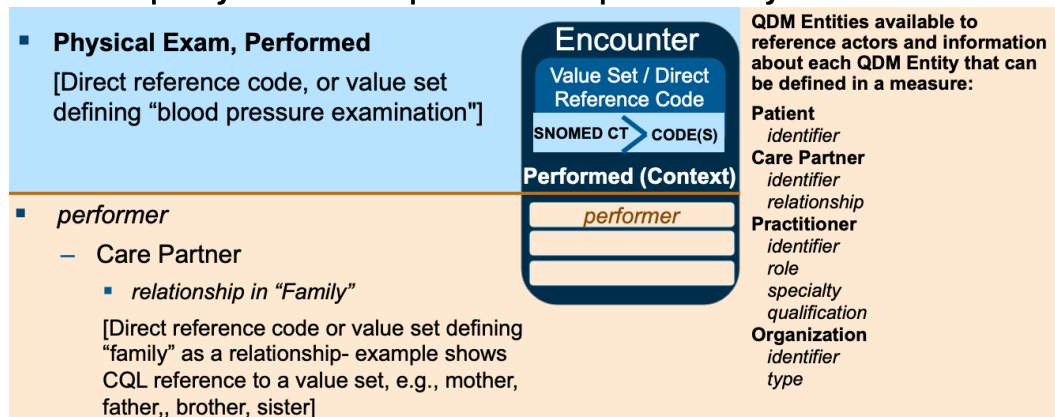 ▪ Physical Exam, Performed
[Direct reference code, or value set
defining “blood pressure examination"]
▪ performer
– Care Partner
▪ relationship in “Family”
[Direct reference code or value set defining
“family” as a relationship- example shows
CQL reference to a value set, e.g., mother,
father,, brother, sister]
Encounter
Value Set / Direct
Reference Code
SNOMED CT
CODE(S)
Performed (Context)
performer
QDM Entities available to
reference actors and information
about each QDM Entity that can
be defined in a measure:
Patient
identifier
Care Partner
identifier
relationship
Practitioner
identifier
role
specialty
qualification
Organization
identifier
type